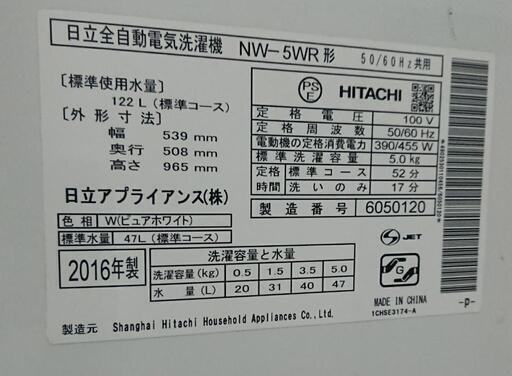 日立全自動電気洗濯機 NW-5WR形 50/60Hz共用
〔標準使用水量〕
122L（標準コース）
〔外形寸法〕
幅 539 mm
奥行 508 mm
高さ 965 mm
日立アプライアンス(株)
色相 W(ピュアホワイト)
標準水量 47L（標準コース）
PSE HITACHI
定格電圧 100 V
定格周波数 50/60 Hz
電動機の定格消費電力 390/455 W
標準洗濯容量 5.0kg
定格時間 標準コース 52分
洗いのみ 17分
製造番号 6050120
S JET
2016年製
洗濯容量と水量
洗濯容量(kg) 0.5 1.5 3.5 5.0
水量(L) 20 31 40 47
G
MADE IN CHINA
1CHSE3174-A
-p-
製造元 Shanghai Hitachi Household Appliances Co.,Ltd.